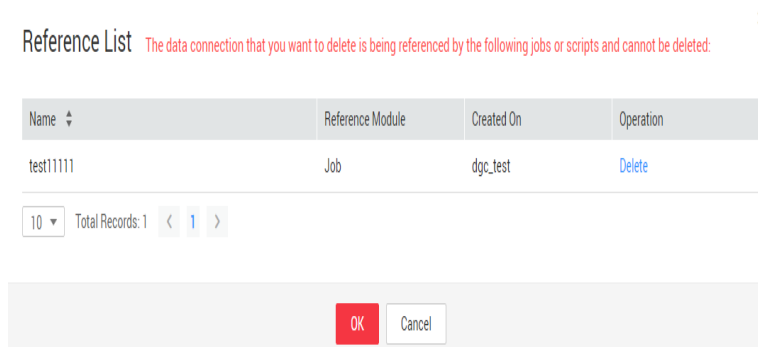 Reference List The data connection that you want to delete is being referenced by the following jobs or scripts and cannot be deleted:
Name Reference Module Created On Operation
test11111 Job dgc_test Delete
10 Total Records: 1 < 1 >
OK Cancel